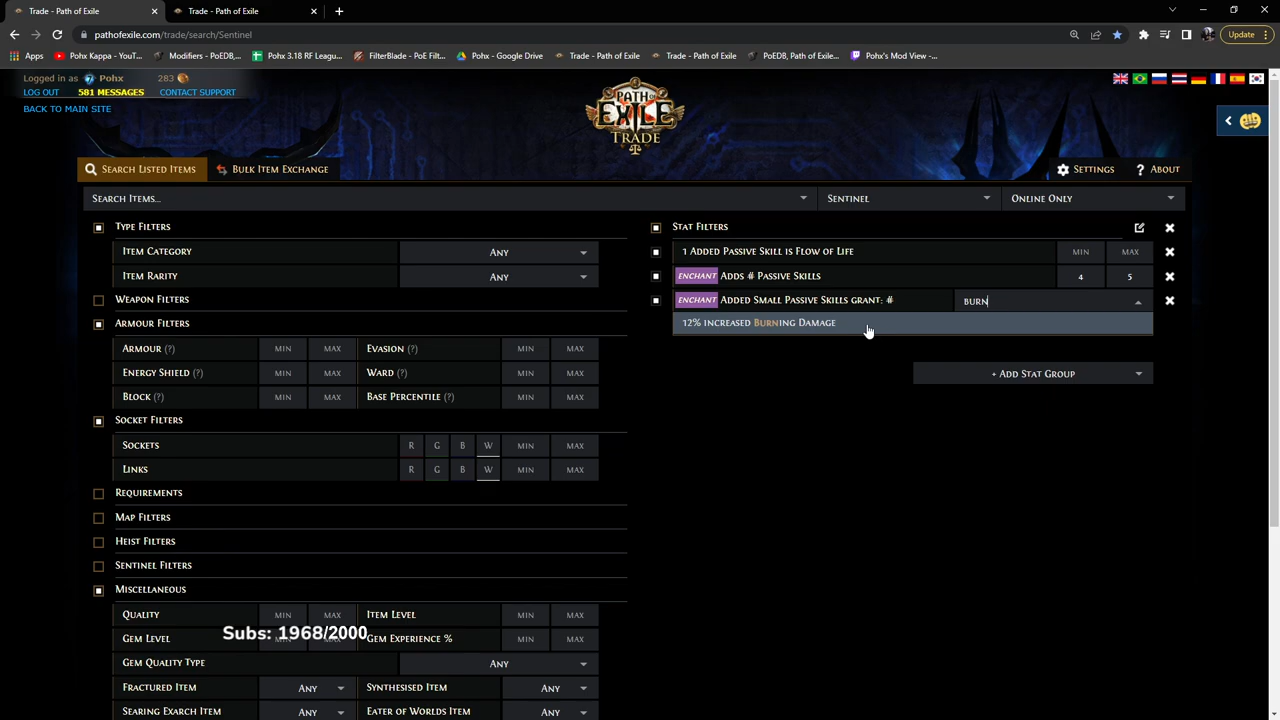 Trade - Path of Exile
Trade - Path of Exile
pathofexile.com/trade/search/Sentinel
Update
Apps
Pohx Kappa - YouT...
Modifiers - PoEDB,...
Pohx PoE 3.18 RF Leagu...
FilterBlade - PoE Filt...
Pohx - Google Drive
Trade - Path of Exile
Trade - Path of Exile
PoEDB, Path of Exile...
Pohx's Mod View -...
Logged in as Pohx 283
LOG OUT 581 MESSAGES CONTACT SUPPORT
BACK TO MAIN SITE
PATH OF EXILE TRADE
Search Listed Items
Bulk Item Exchange
Settings
? About
Search Items...
Sentinel
Online Only
Type Filters
Item Category Any
Item Rarity Any
Weapon Filters
Armour Filters
Armour (?) MIN MAX Evasion (?) MIN MAX
Energy Shield (?) MIN MAX Ward (?) MIN MAX
Block (?) MIN MAX Base Percentile (?) MIN MAX
Socket Filters
Sockets R G B W MIN MAX
Links R G B W MIN MAX
Requirements
Map Filters
Heist Filters
Sentinel Filters
Miscellaneous
Quality MIN MAX Item Level MIN MAX
Gem Level MIN MAX Gem Experience % MIN MAX
Gem Quality Type Any
Fractured Item Any Synthesised Item Any
Searing Exarch Item Any Eater of Worlds Item Any
Subs: 1968/2000
Stat Filters
1 Added Passive Skill is Flow of Life MIN MAX
ENCHANT Adds # Passive Skills 4 5
ENCHANT Added Small Passive Skills grant: # BURN
12% increased Burning Damage
+ Add Stat Group